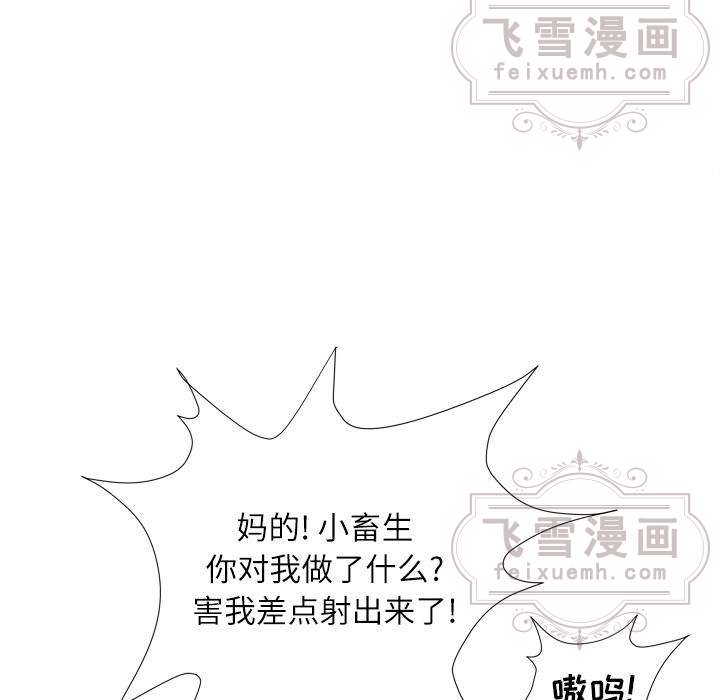 飞雪漫画
feixuemh.com
妈的! 小畜生
你对我做了什么?
害我差点射出来了!
飞雪漫画
feixuemh.com
嗷呜!